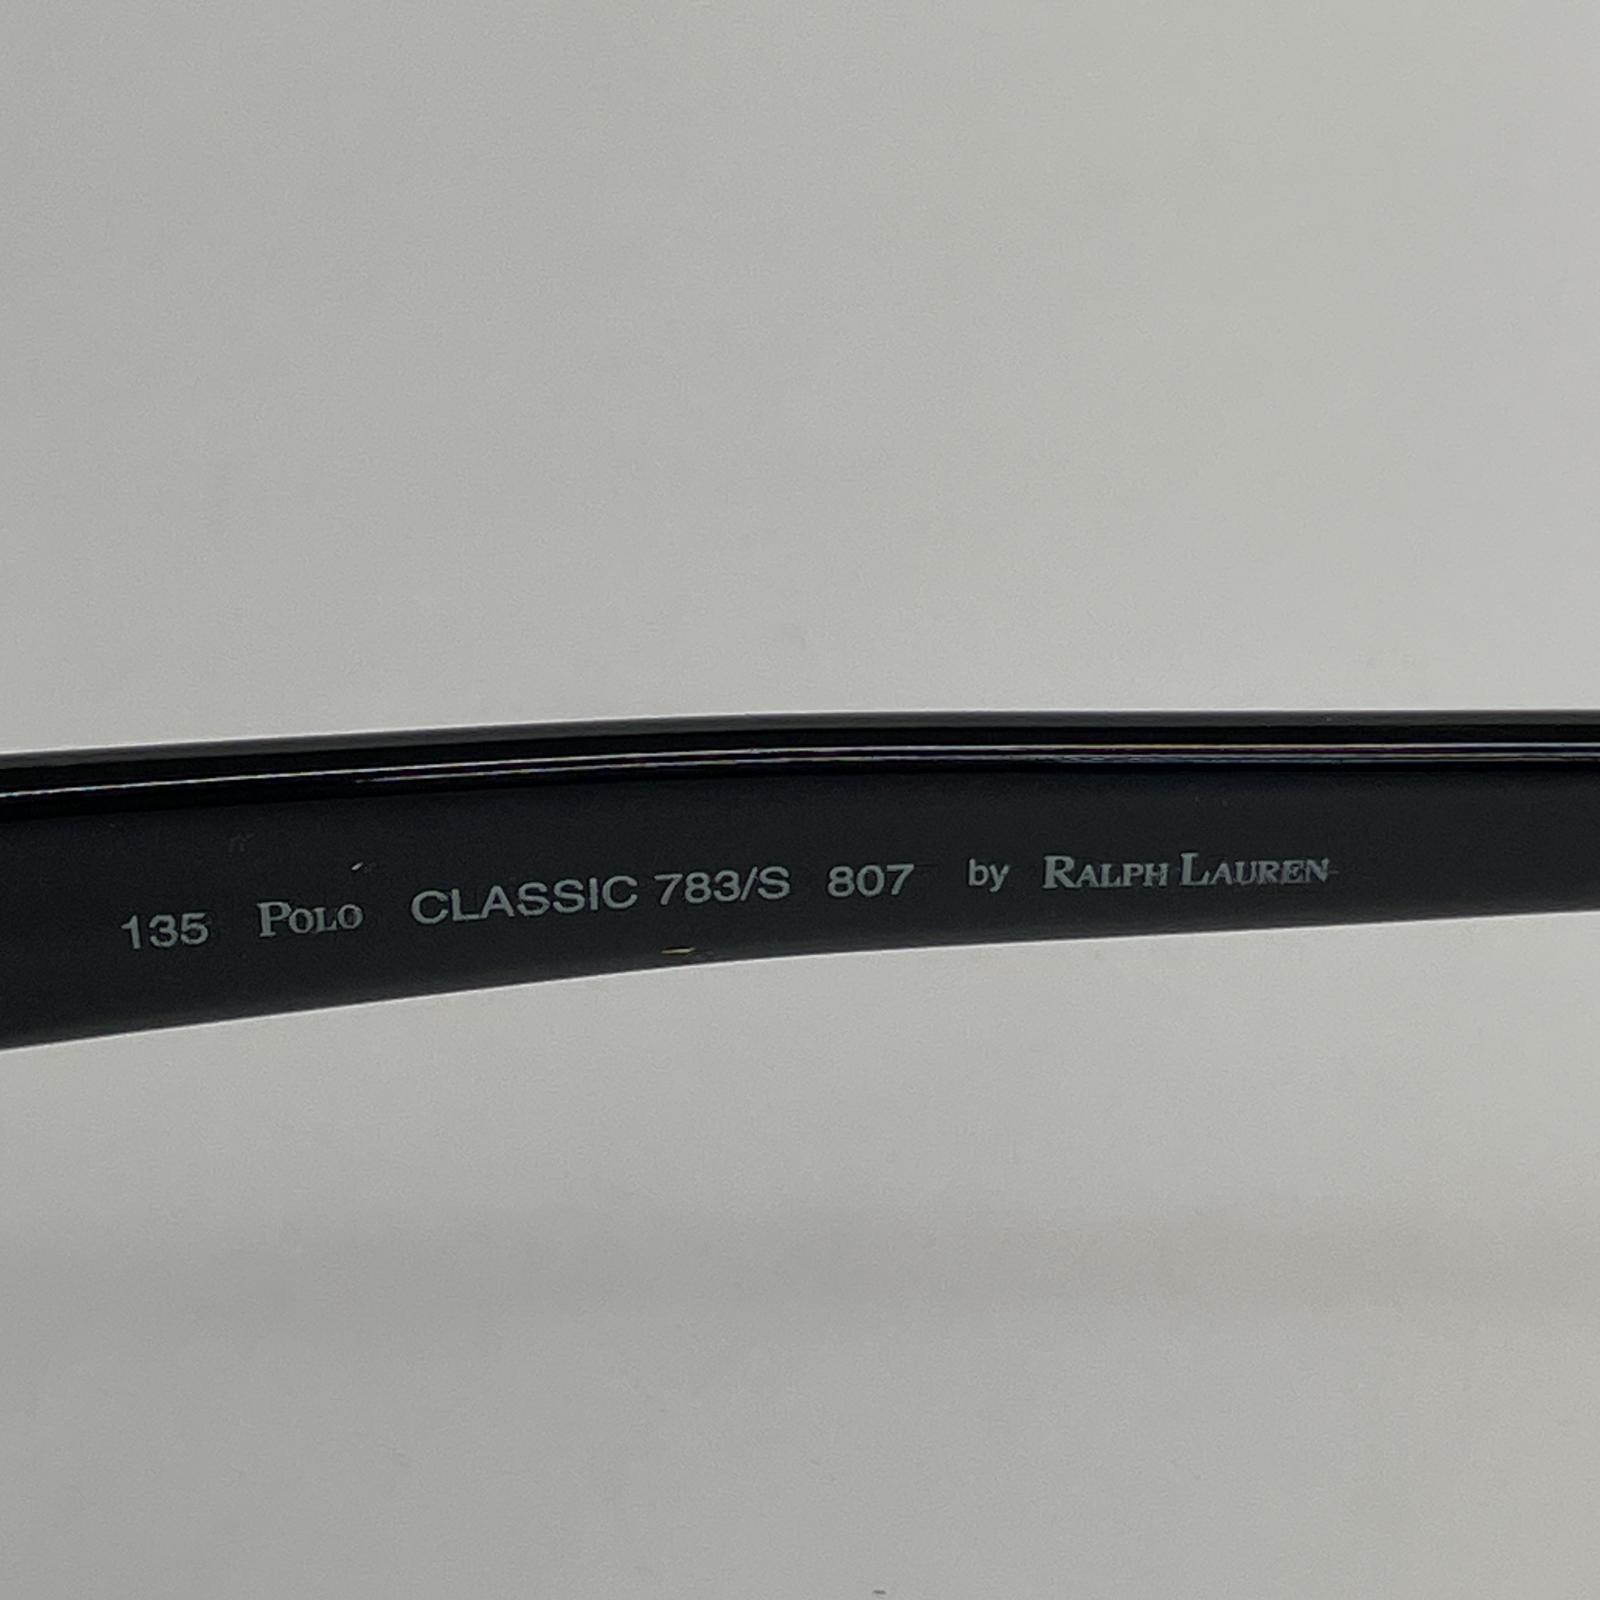 135 POLO CLASSIC 783/S 807 by RALPH LAUREN